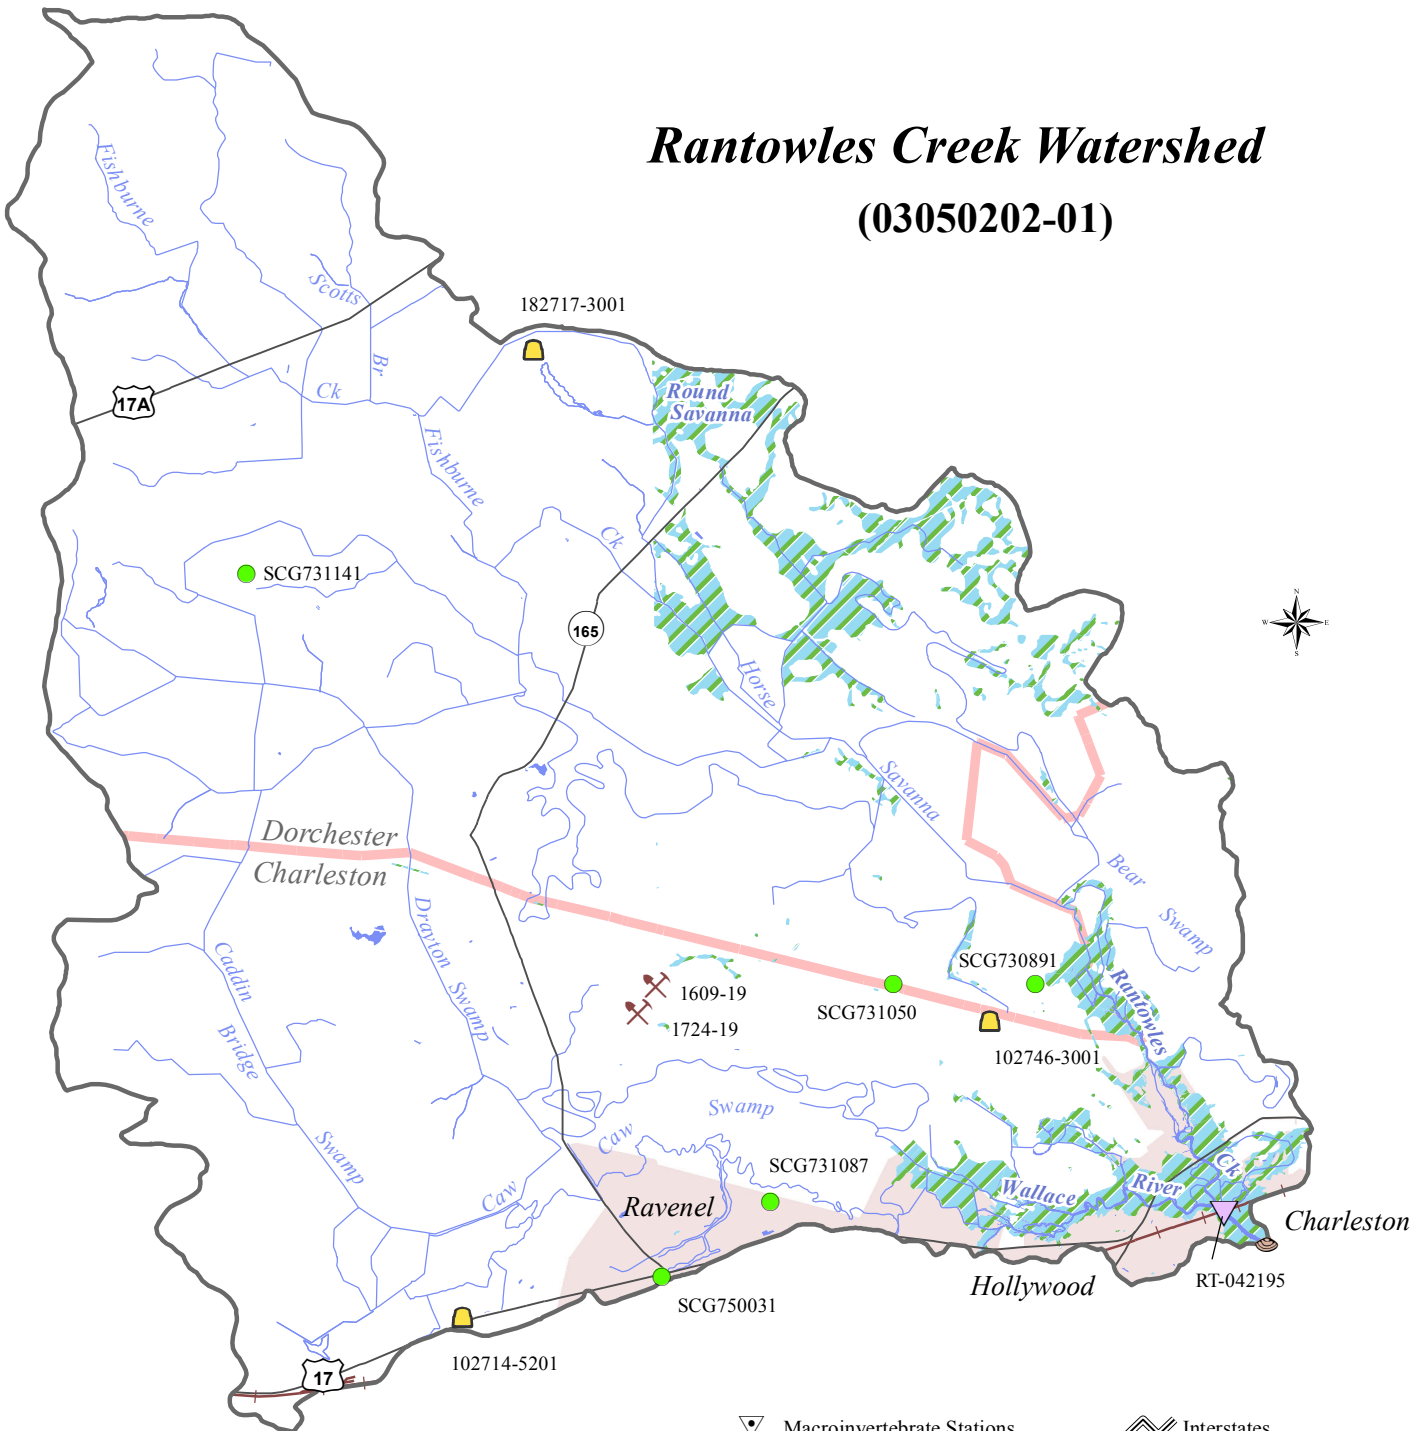 Rantowles Creek Watershed
(03050202-01)
Fishburne
Scotts
182717-3001
Br
Ck
17A
Round
Savanna
Fishburne
Ck
SCG731141
165
N
W
E
S
Horse
Savanna
Dorchester
Charleston
Bear
Swamp
Drayton
Swamp
Caddin
Bridge
Swamp
SCG730891
1609-19
SCG731050
1724-19
Rantowles
102746-3001
Swamp
Caw
SCG731087
Ck
Caw
Wallace
River
Ravenel
Charleston
Hollywood
RT-042195
SCG750031
102714-5201
17
Macroinvertebrate Stations
Interstates